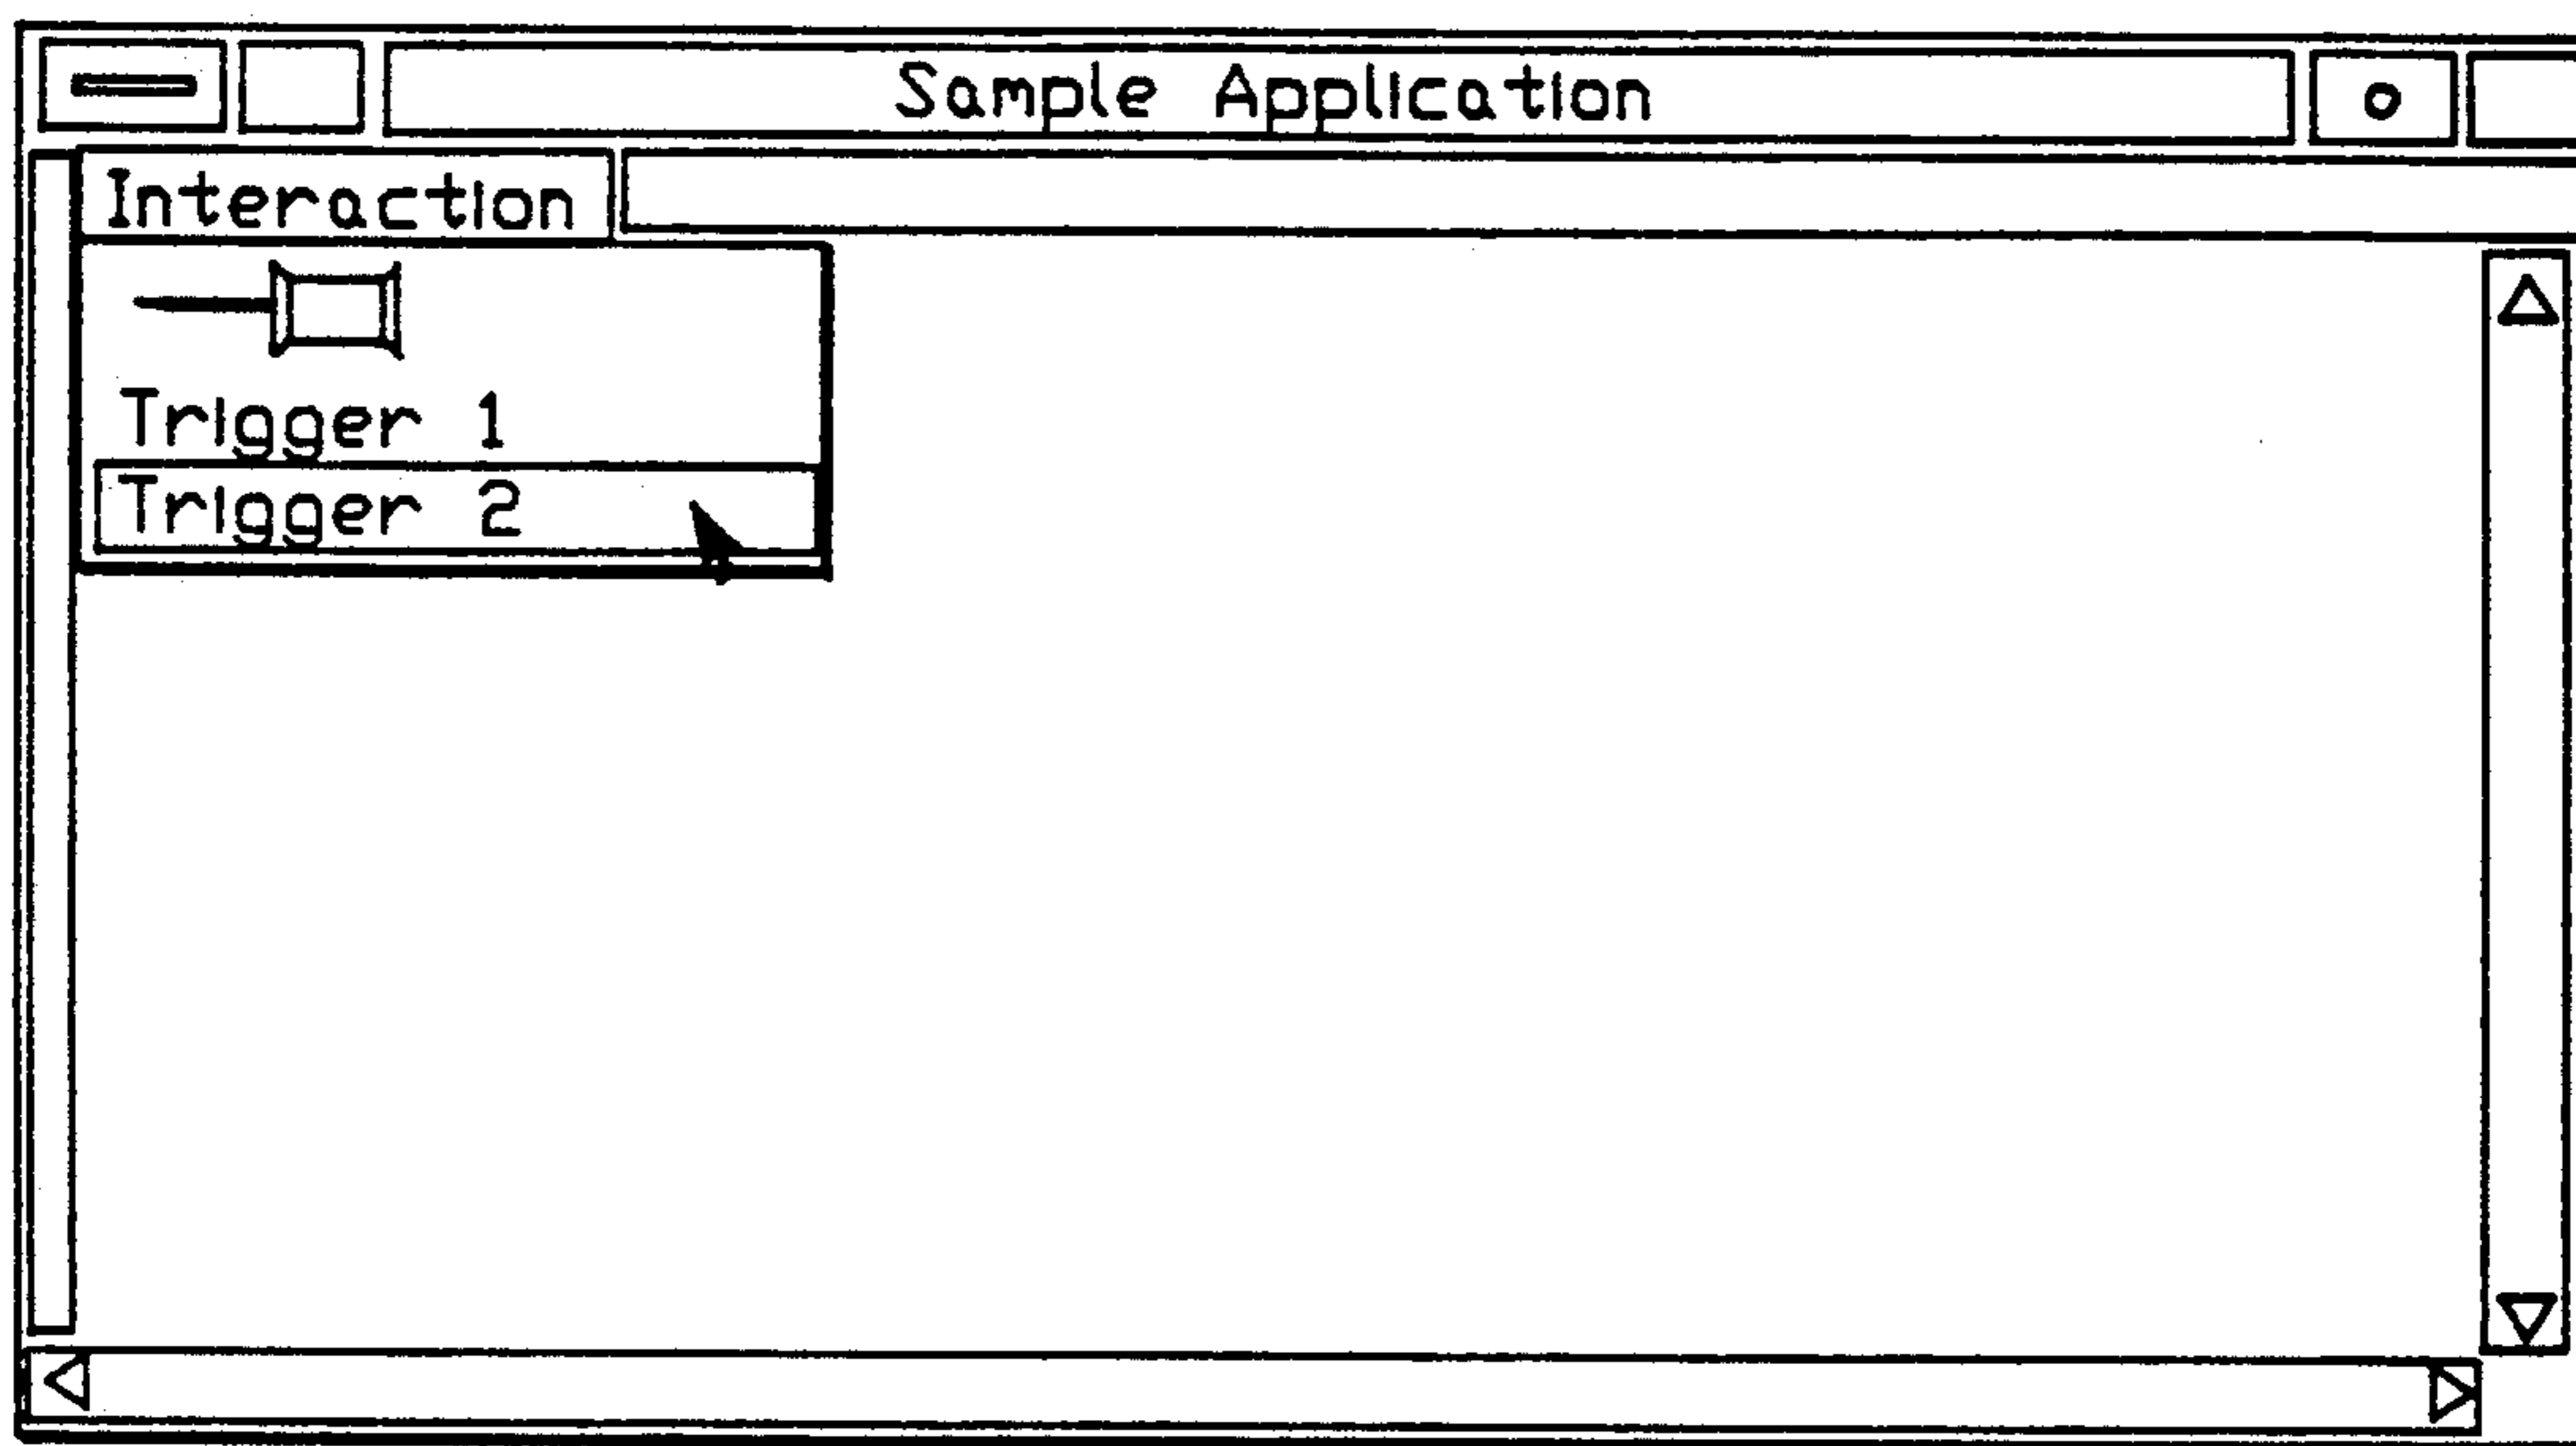 Sample Application
Interaction
Trigger 1
Trigger 2